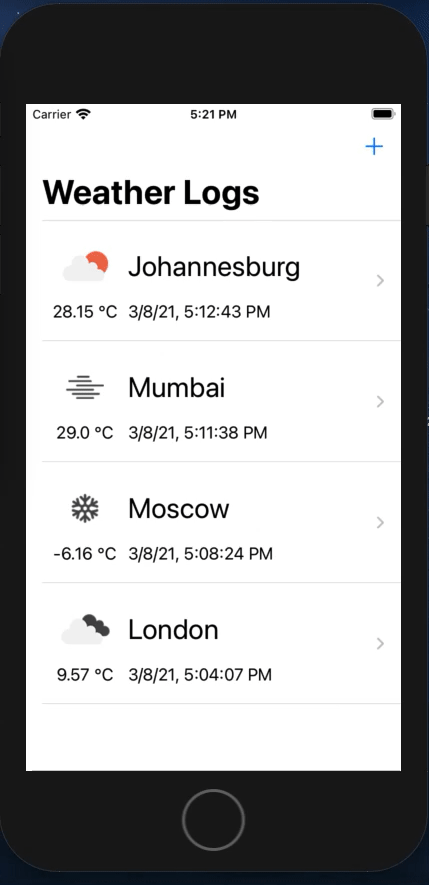 Carrier 5:21 PM
+
Weather Logs
Johannesburg
28.15 °C 3/8/21, 5:12:43 PM
Mumbai
29.0 °C 3/8/21, 5:11:38 PM
Moscow
-6.16 °C 3/8/21, 5:08:24 PM
London
9.57 °C 3/8/21, 5:04:07 PM